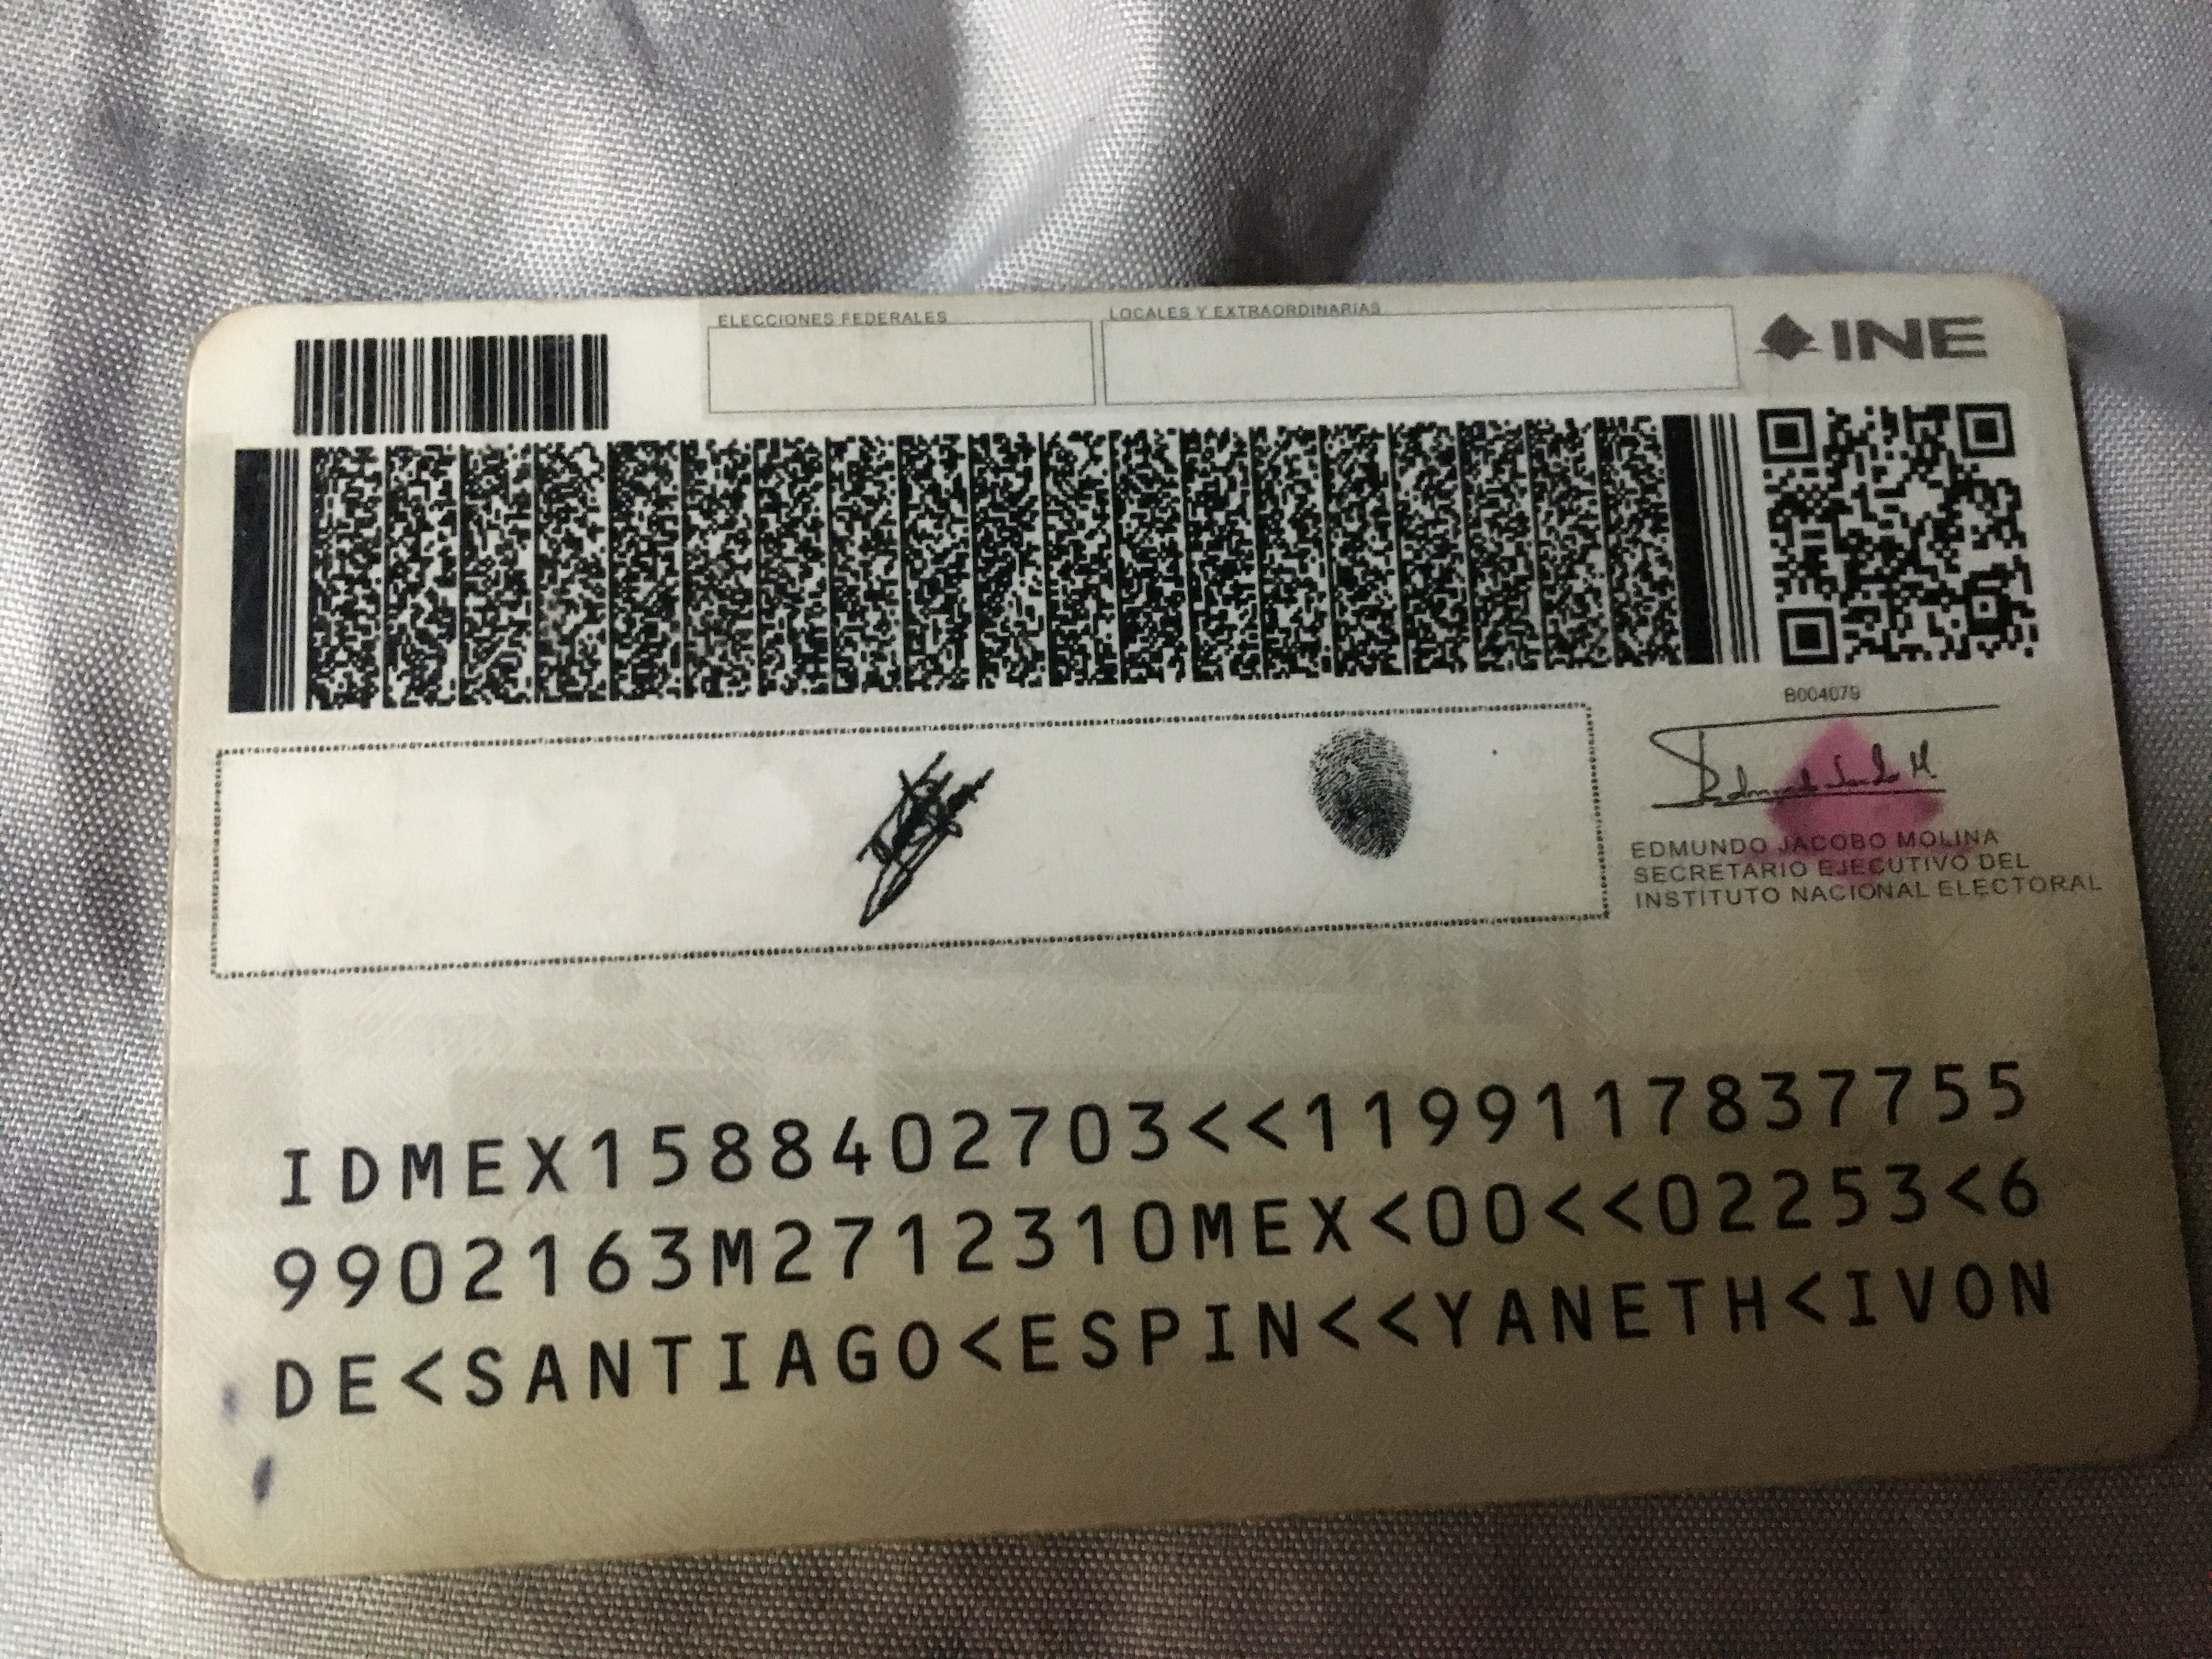 ELECCIONES FEDERALES
LOCALES Y EXTRAORDINARIAS
INE
B004079
EDMUNDO JACOBO MOLINA
SECRETARIO EJECUTIVO DEL
INSTITUTO NACIONAL ELECTORAL
IDMEX1588402703<<1199117837755
9902163M2712310MEX<00<<02253<6
DE<SANTIAGO<ESPIN<<YANETH<IVON